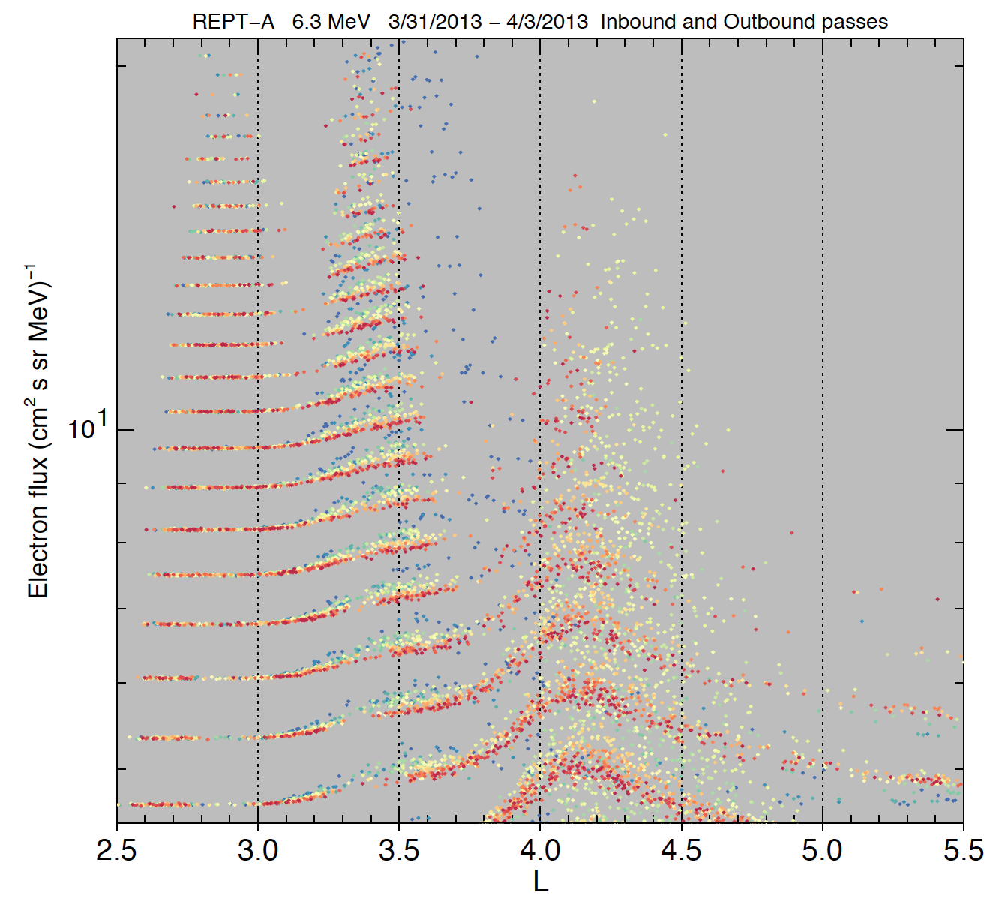 REPT−A 6.3 MeV 3/31/2013 − 4/3/2013 Inbound and Outbound passes
Electron flux (cm² s sr MeV)⁻¹
10¹
2.5 3.0 3.5 4.0 4.5 5.0 5.5
L